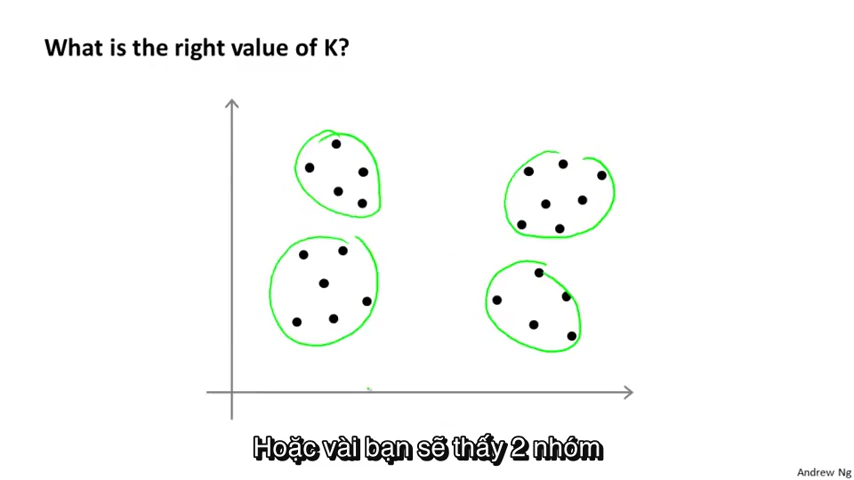 What is the right value of K?
Hoặc vài bạn sẽ thấy 2 nhóm
Andrew Ng